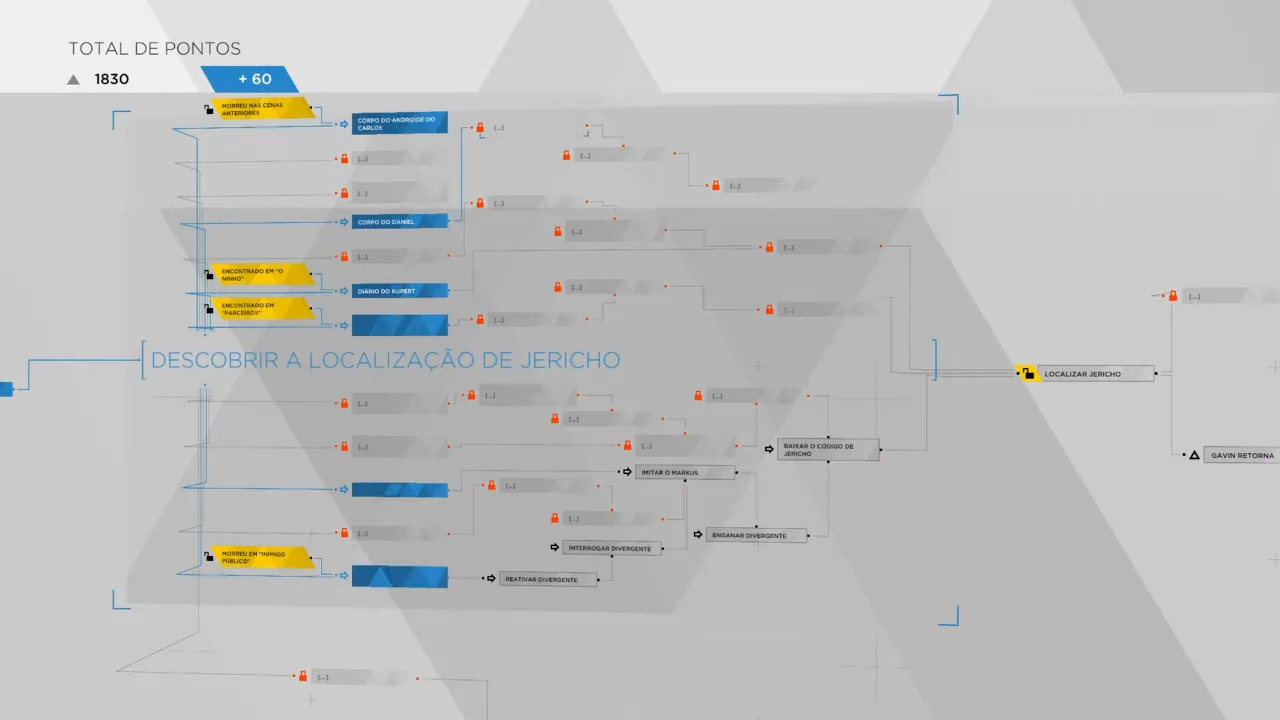 TOTAL DE PONTOS
1830
+ 60
MORREU NAS CENAS
ANTERIORES
CORPO DO ANDROIDE DO
CARLOS
[...]
[...]
[...]
[...]
[...]
CORPO DO DANIEL
[...]
[...]
[...]
[...]
ENCONTRADO EM "O
NINHO"
DIÁRIO DO RUPERT
[...]
[...]
ENCONTRADO EM
"PARCEIROS"
[...]
[...]
DESCOBRIR A LOCALIZAÇÃO DE JERICHO
LOCALIZAR JERICHO
[...]
[...]
[...]
[...]
[...]
[...]
BAIXAR O CÓDIGO DE
JERICHO
GAVIN RETORNA
IMITAR O MARKUS
[...]
[...]
[...]
ENGANAR DIVERGENTE
INTERROGAR DIVERGENTE
MORREU EM "INIMIGO
PÚBLICO"
REATIVAR DIVERGENTE
[...]